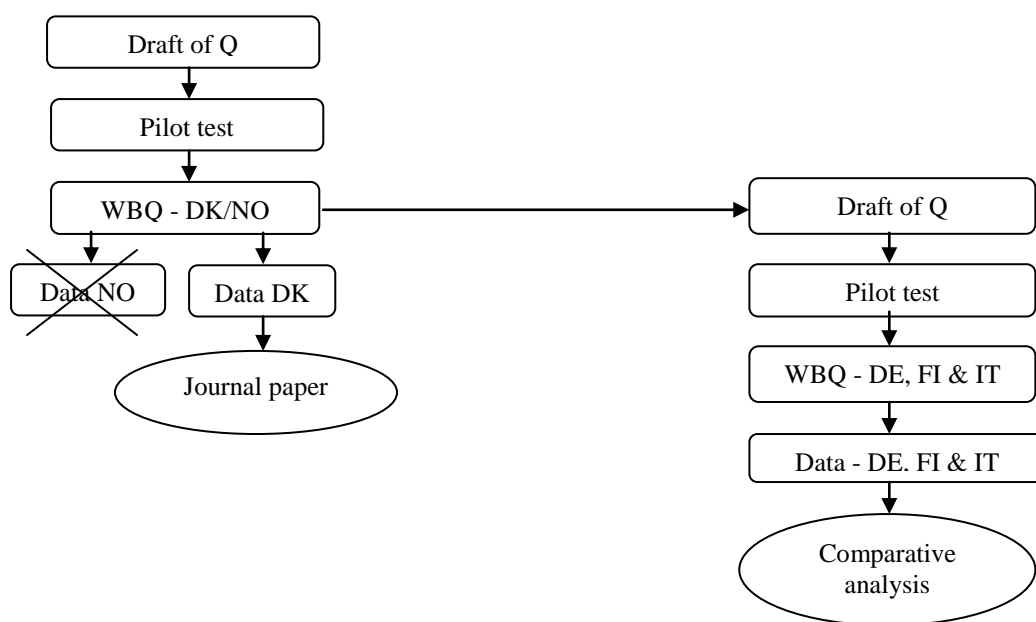 Draft of Q
Pilot test
WBQ - DK/NO
Data NO
Data DK
Journal paper
Draft of Q
Pilot test
WBQ - DE, FI & IT
Data - DE, FI & IT
Comparative
analysis